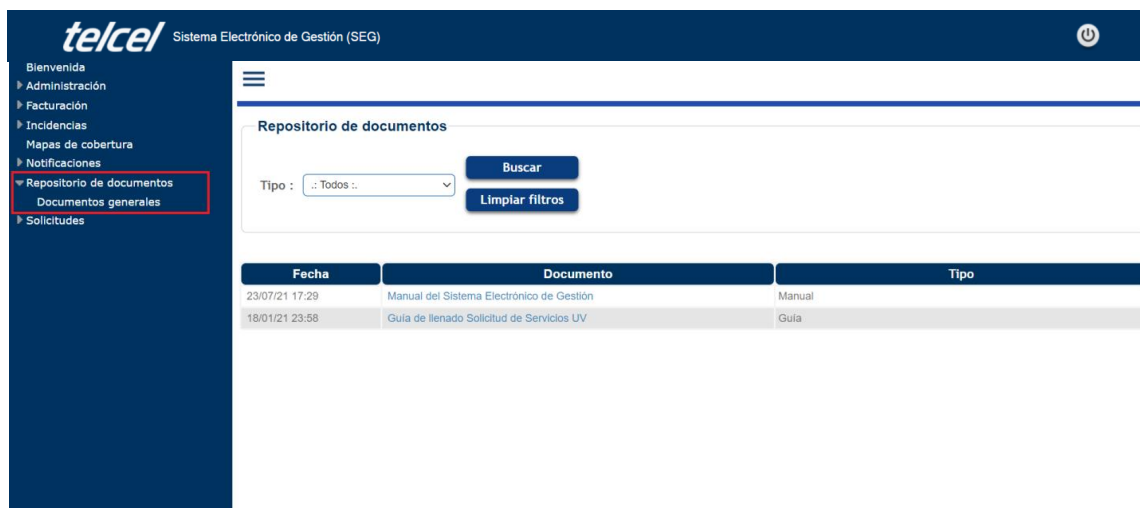 telcel Sistema Electrónico de Gestión (SEG)
Bienvenida
Administración
Facturación
Incidencias
Mapas de cobertura
Notificaciones
Repositorio de documentos
Documentos generales
Solicitudes
Repositorio de documentos
Tipo : .: Todos :.
Buscar
Limpiar filtros
Fecha Documento Tipo
23/07/21 17:29 Manual del Sistema Electrónico de Gestión Manual
18/01/21 23:58 Guía de llenado Solicitud de Servicios UV Guía